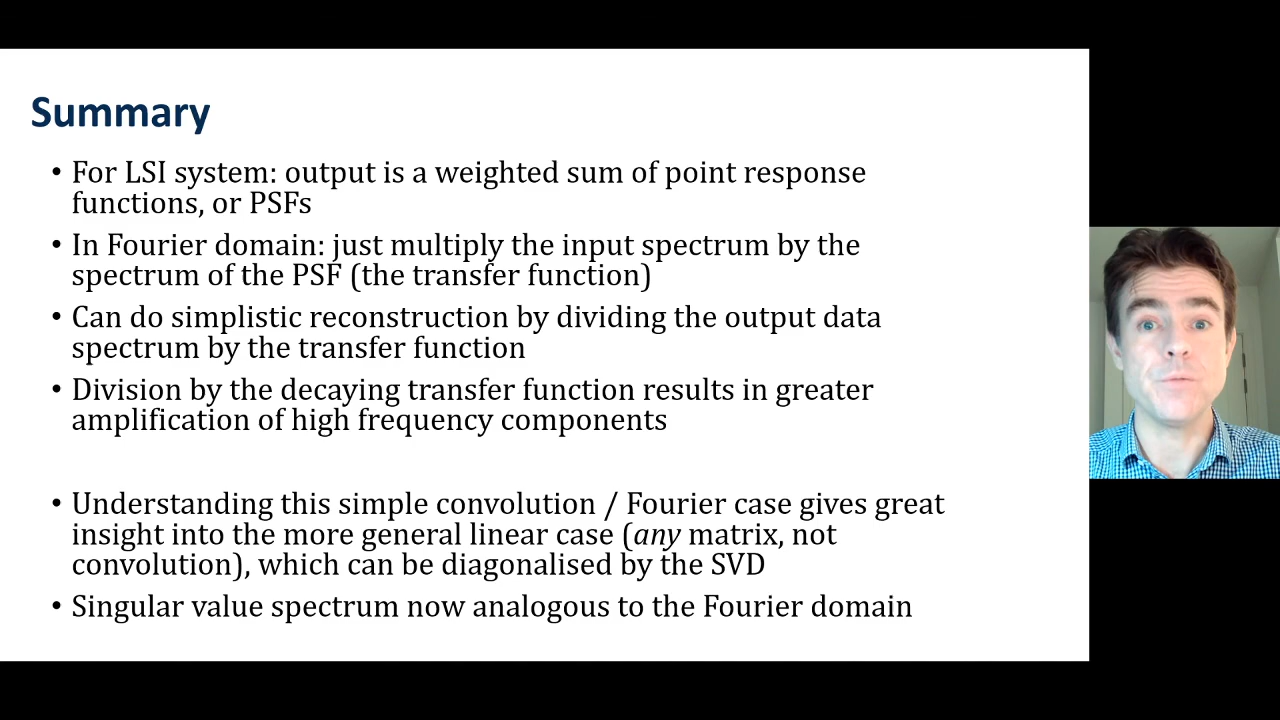 Summary
• For LSI system: output is a weighted sum of point response
functions, or PSFs
• In Fourier domain: just multiply the input spectrum by the
spectrum of the PSF (the transfer function)
• Can do simplistic reconstruction by dividing the output data
spectrum by the transfer function
• Division by the decaying transfer function results in greater
amplification of high frequency components
• Understanding this simple convolution / Fourier case gives great
insight into the more general linear case (any matrix, not
convolution), which can be diagonalised by the SVD
• Singular value spectrum now analogous to the Fourier domain